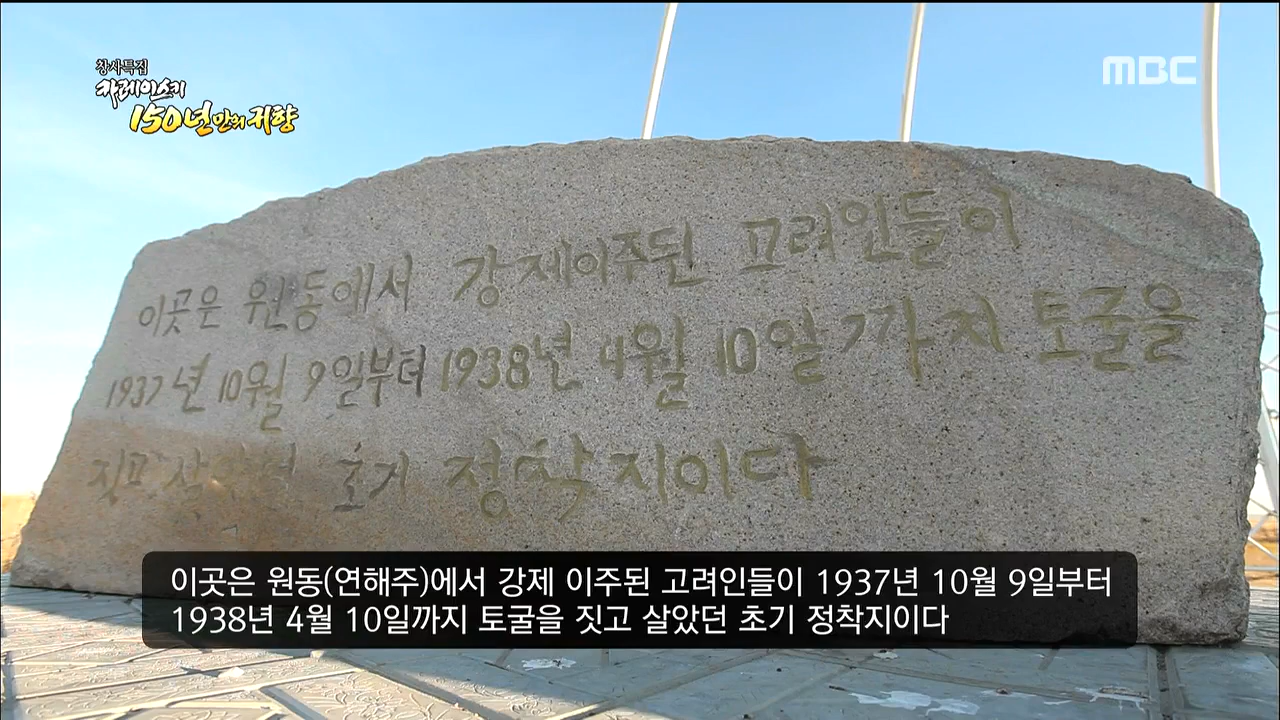 창사특집
카레이스키
150년만의 귀향
MBC
이곳은 원동에서 강제이주된 고려인들이
1937년 10월 9일부터 1938년 4월 10일까지 토굴을
짓고 살았던 초기 정착지이다
이곳은 원동(연해주)에서 강제 이주된 고려인들이 1937년 10월 9일부터
1938년 4월 10일까지 토굴을 짓고 살았던 초기 정착지이다